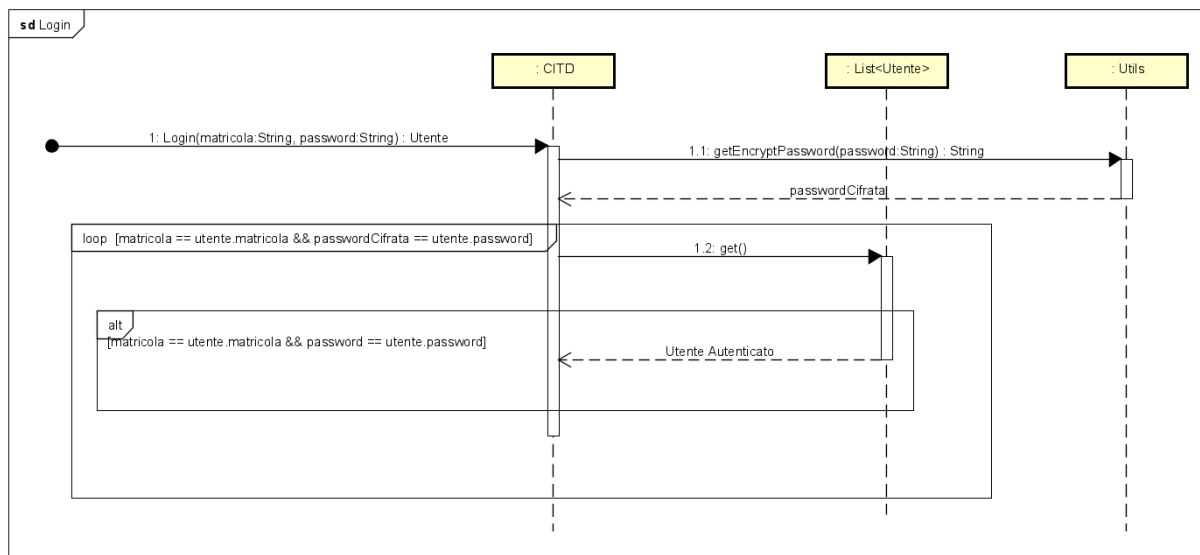 sd Login
: CITD
: List<Utente>
: Utils
1: Login(matricola:String, password:String) : Utente
1.1: getEncryptPassword(password:String) : String
passwordCifrata
loop [matricola == utente.matricola && passwordCifrata == utente.password]
1.2: get()
alt
[matricola == utente.matricola && password == utente.password]
Utente Autenticato